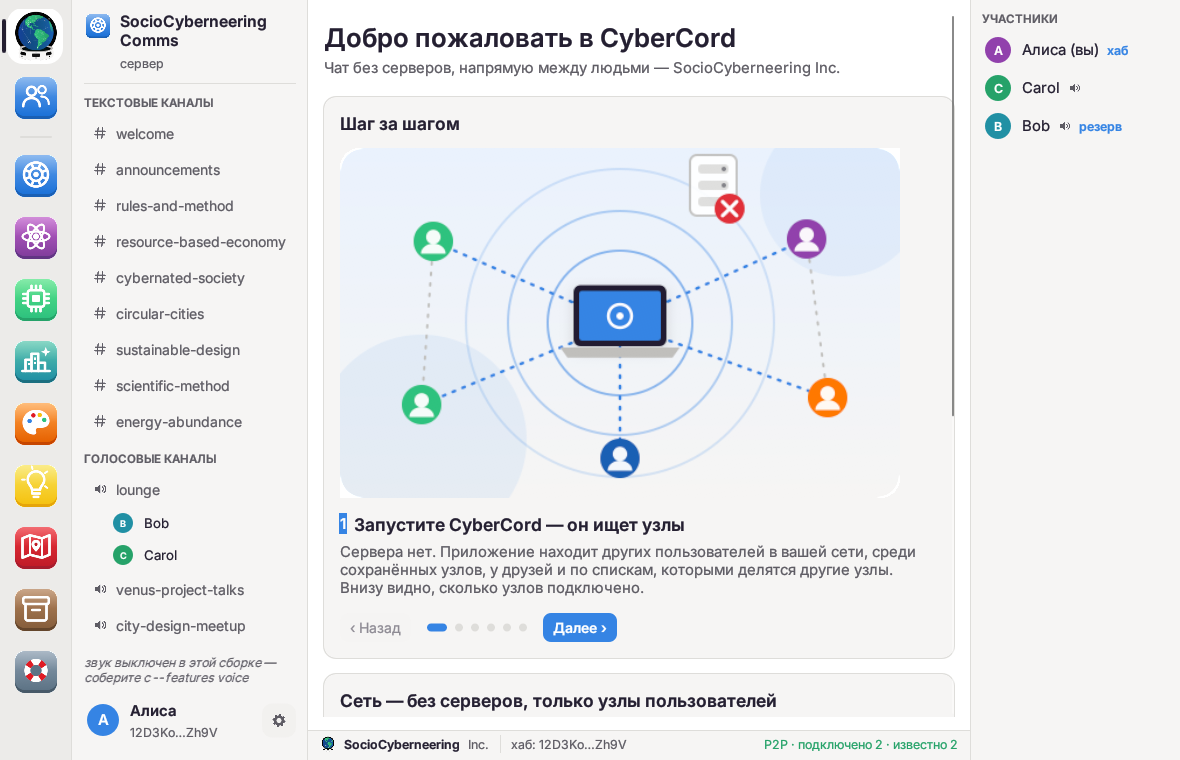 SocioCyberneering
Comms
сервер
ТЕКСТОВЫЕ КАНАЛЫ
# welcome
# announcements
# rules-and-method
# resource-based-economy
# cybernated-society
# circular-cities
# sustainable-design
# scientific-method
# energy-abundance
ГОЛОСОВЫЕ КАНАЛЫ
lounge
B Bob
C Carol
venus-project-talks
city-design-meetup
звук выключен в этой сборке —
соберите с --features voice
А Алиса
12D3Ko…Zh9V
Добро пожаловать в CyberCord
Чат без серверов, напрямую между людьми — SocioCyberneering Inc.
Шаг за шагом
1 Запустите CyberCord — он ищет узлы
Сервера нет. Приложение находит других пользователей в вашей сети, среди
сохранённых узлов, у друзей и по спискам, которыми делятся другие узлы.
Внизу видно, сколько узлов подключено.
‹ Назад
Далее ›
Сеть — без серверов, только узлы пользователей
SocioCyberneering Inc.
хаб: 12D3Ko…Zh9V
P2P · подключено 2 · известно 2
УЧАСТНИКИ
А Алиса (вы) хаб
C Carol
B Bob резерв